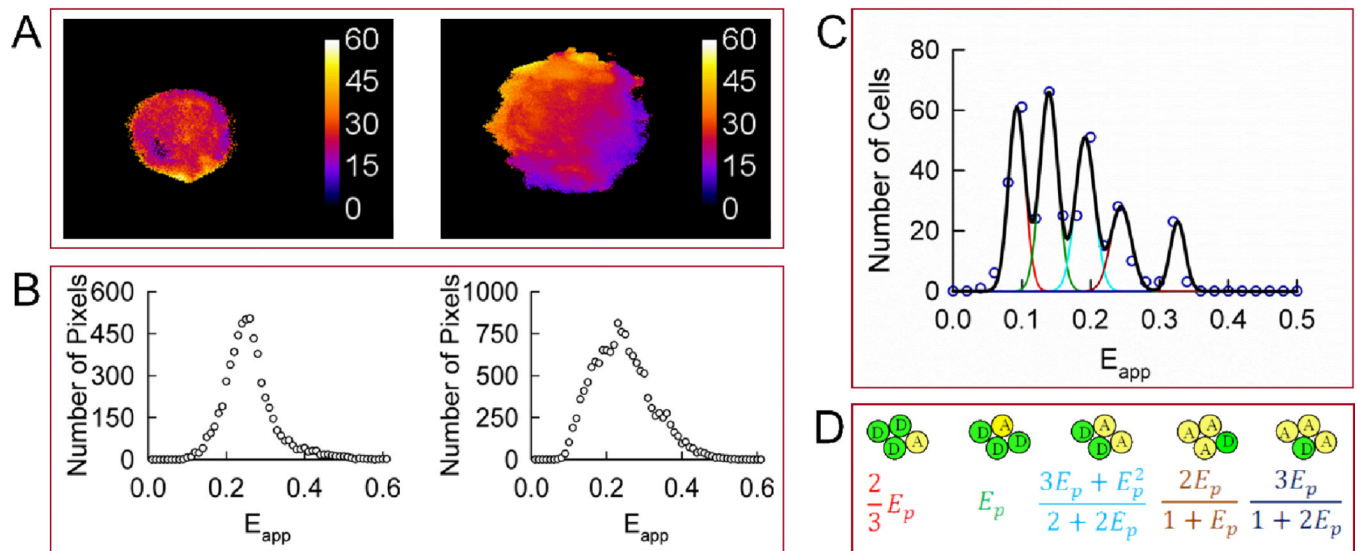 A
60
45
30
15
0
60
45
30
15
0
B
Number of Pixels
600
450
300
150
0
0.0 0.2 0.4 0.6
E_app
Number of Pixels
1000
750
500
250
0
0.0 0.2 0.4 0.6
E_app
C
Number of Cells
80
60
40
20
0
0.0 0.1 0.2 0.3 0.4 0.5
E_app
D
D D D A
D A D D
D A D A
A A A D
A A D A
2/3 E_p
E_p
3E_p + E_p^2 / 2 + 2E_p
2E_p / 1 + E_p
3E_p / 1 + 2E_p